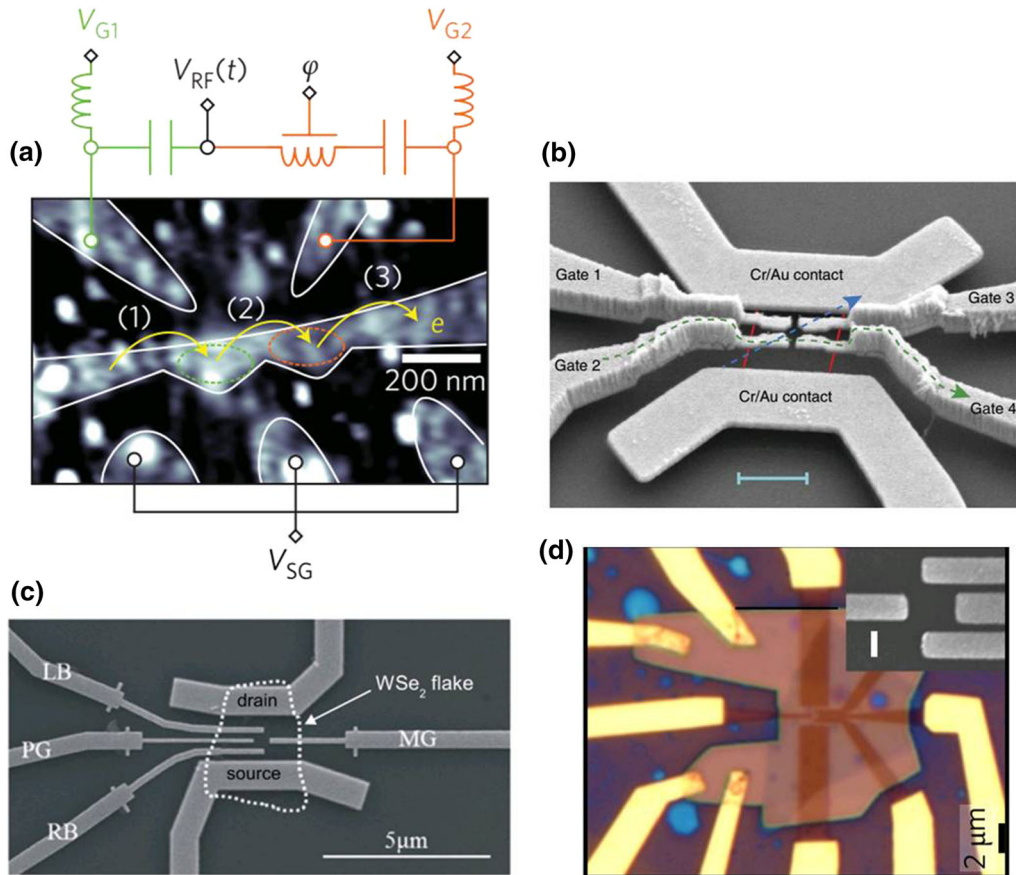 V_G1
V_G2
V_RF(t)
φ
(a)
(1)
(2)
(3)
e
200 nm
V_SG
(b)
Cr/Au contact
Gate 1
Gate 3
Gate 2
Cr/Au contact
Gate 4
(c)
LB
drain
WSe₂ flake
PG
MG
source
RB
5μm
(d)
2 μm